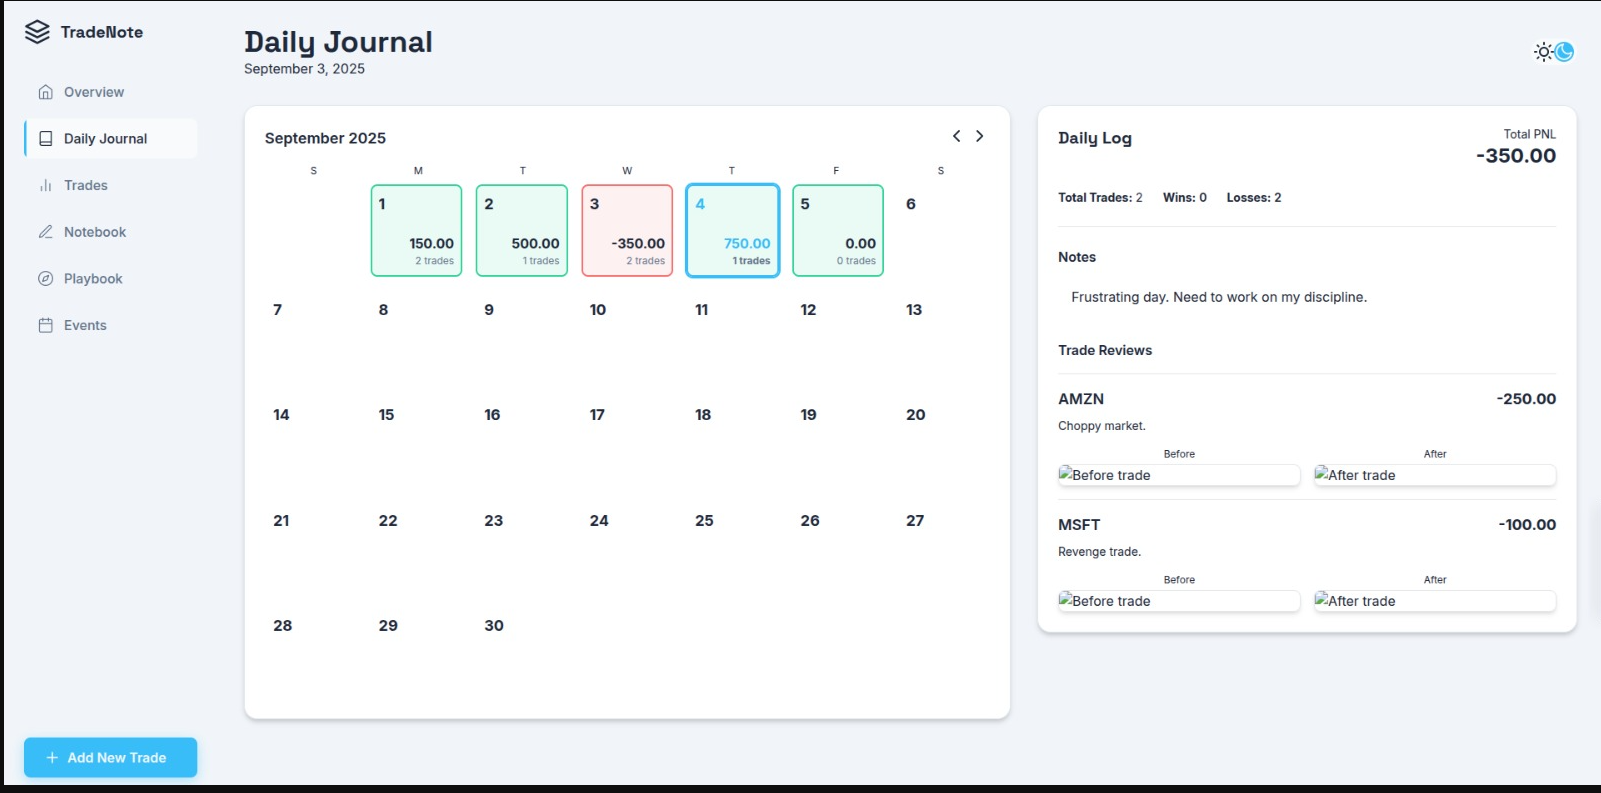 TradeNote
Overview
Daily Journal
Trades
Notebook
Playbook
Events
Add New Trade
Daily Journal
September 3, 2025
September 2025
S M T W T F S
1 2 3 4 5 6
150.00 500.00 -350.00 750.00 0.00
2 trades 1 trades 2 trades 1 trades 0 trades
7 8 9 10 11 12 13
14 15 16 17 18 19 20
21 22 23 24 25 26 27
28 29 30
Daily Log
Total PNL
-350.00
Total Trades: 2 Wins: 0 Losses: 2
Notes
Frustrating day. Need to work on my discipline.
Trade Reviews
AMZN -250.00
Choppy market.
Before After
Before trade After trade
MSFT -100.00
Revenge trade.
Before After
Before trade After trade